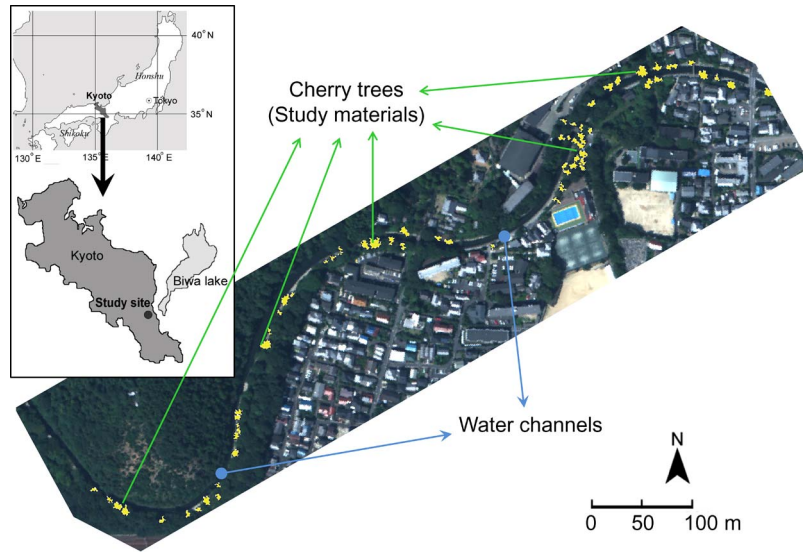 40°N
Honshu
Kyoto
Tokyo
35°N
Shikoku
130°E
135°E
140°E
Kyoto
Biwa lake
Study site
Cherry trees
(Study materials)
Water channels
N
0 50 100 m